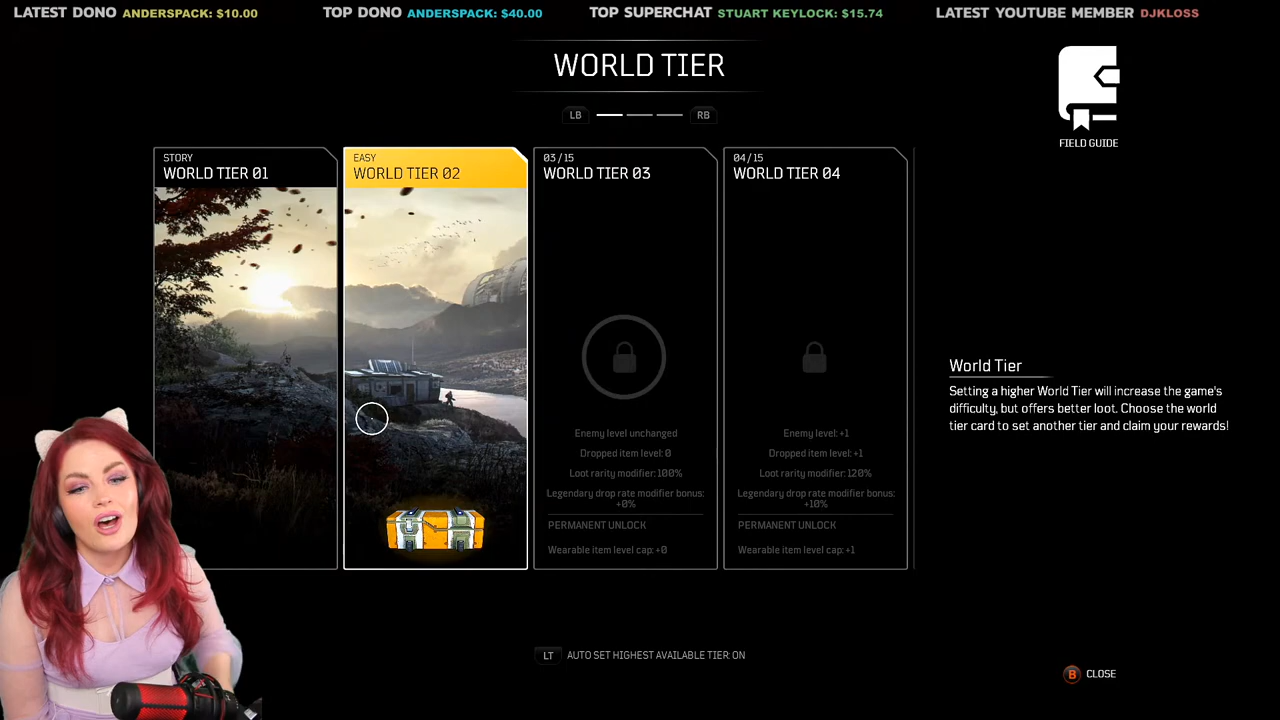 LATEST DONO ANDERSPACK: $10.00
TOP DONO ANDERSPACK: $40.00
TOP SUPERCHAT STUART KEYLOCK: $15.74
LATEST YOUTUBE MEMBER DJKLOSS
WORLD TIER
LB
RB
FIELD GUIDE
STORY
WORLD TIER 01
EASY
WORLD TIER 02
03/15
WORLD TIER 03
Enemy level unchanged
Dropped item level: 0
Loot rarity modifier: 100%
Legendary drop rate modifier bonus:
+0%
PERMANENT UNLOCK
Wearable item level cap: +0
04/15
WORLD TIER 04
Enemy level: +1
Dropped item level: +1
Loot rarity modifier: 120%
Legendary drop rate modifier bonus:
+10%
PERMANENT UNLOCK
Wearable item level cap: +1
World Tier
Setting a higher World Tier will increase the game's
difficulty, but offers better loot. Choose the world
tier card to set another tier and claim your rewards!
LT AUTO SET HIGHEST AVAILABLE TIER: ON
B CLOSE